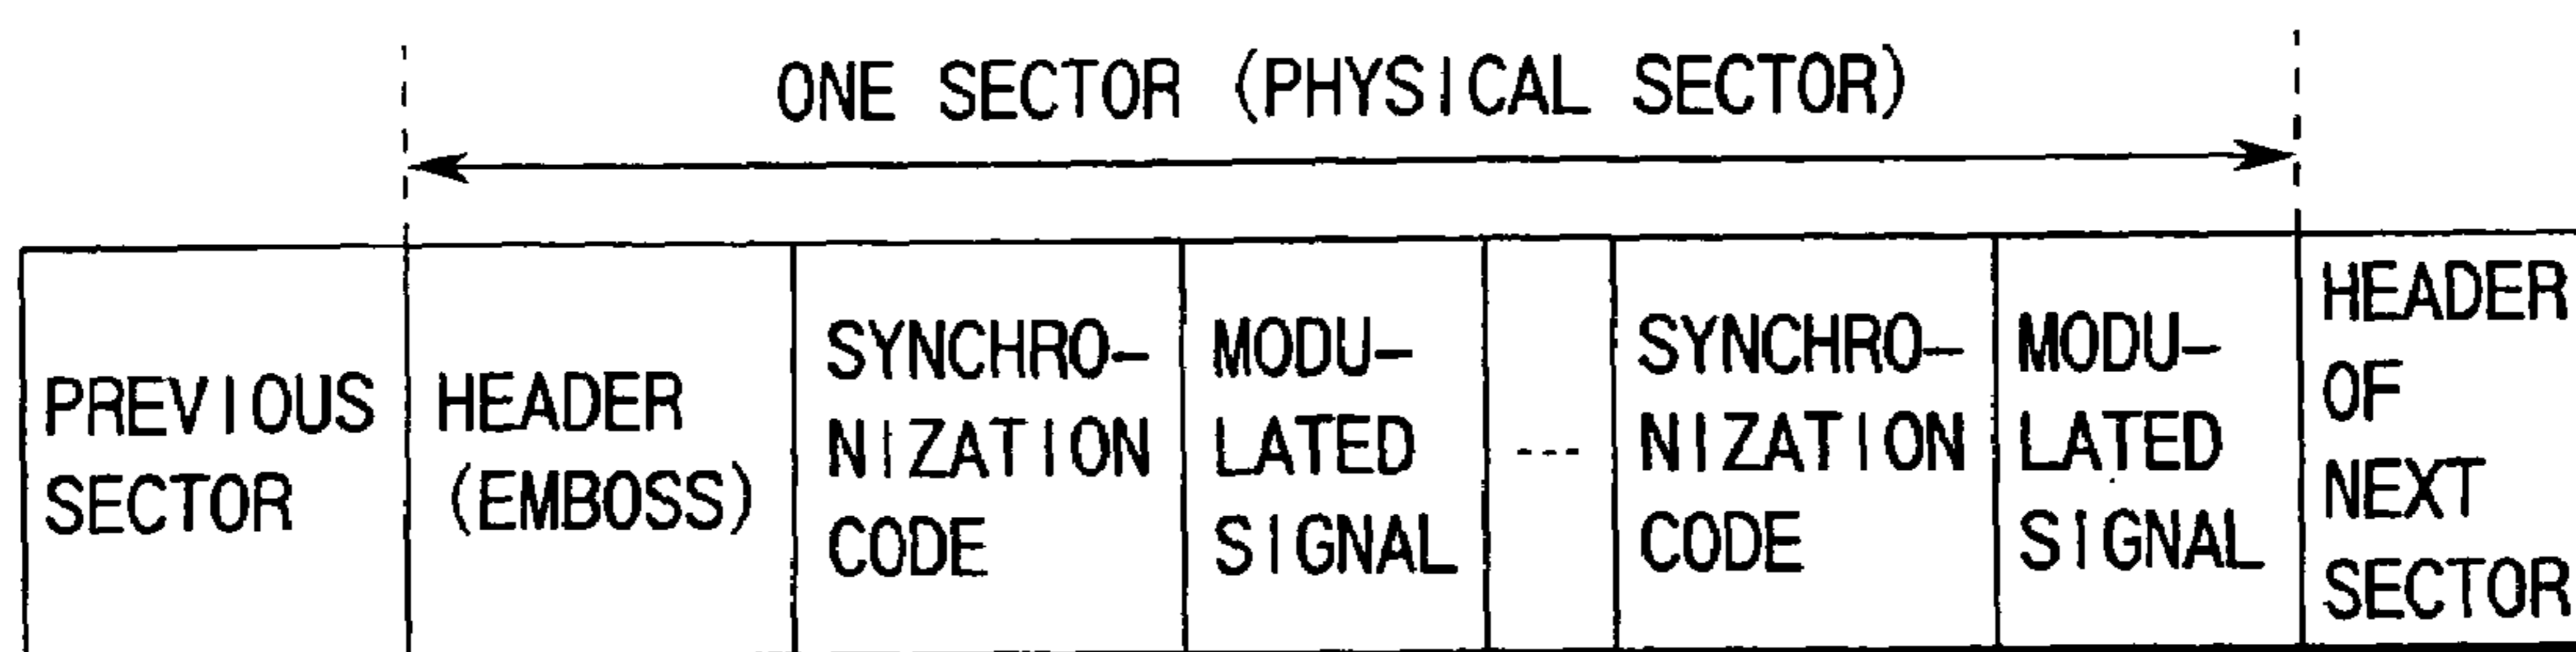 ONE SECTOR (PHYSICAL SECTOR)
PREVIOUS
SECTOR
HEADER
(EMBOSS)
SYNCHRO-
NIZATION
CODE
MODU-
LATED
SIGNAL
---
SYNCHRO-
NIZATION
CODE
MODU-
LATED
SIGNAL
HEADER
OF
NEXT
SECTOR